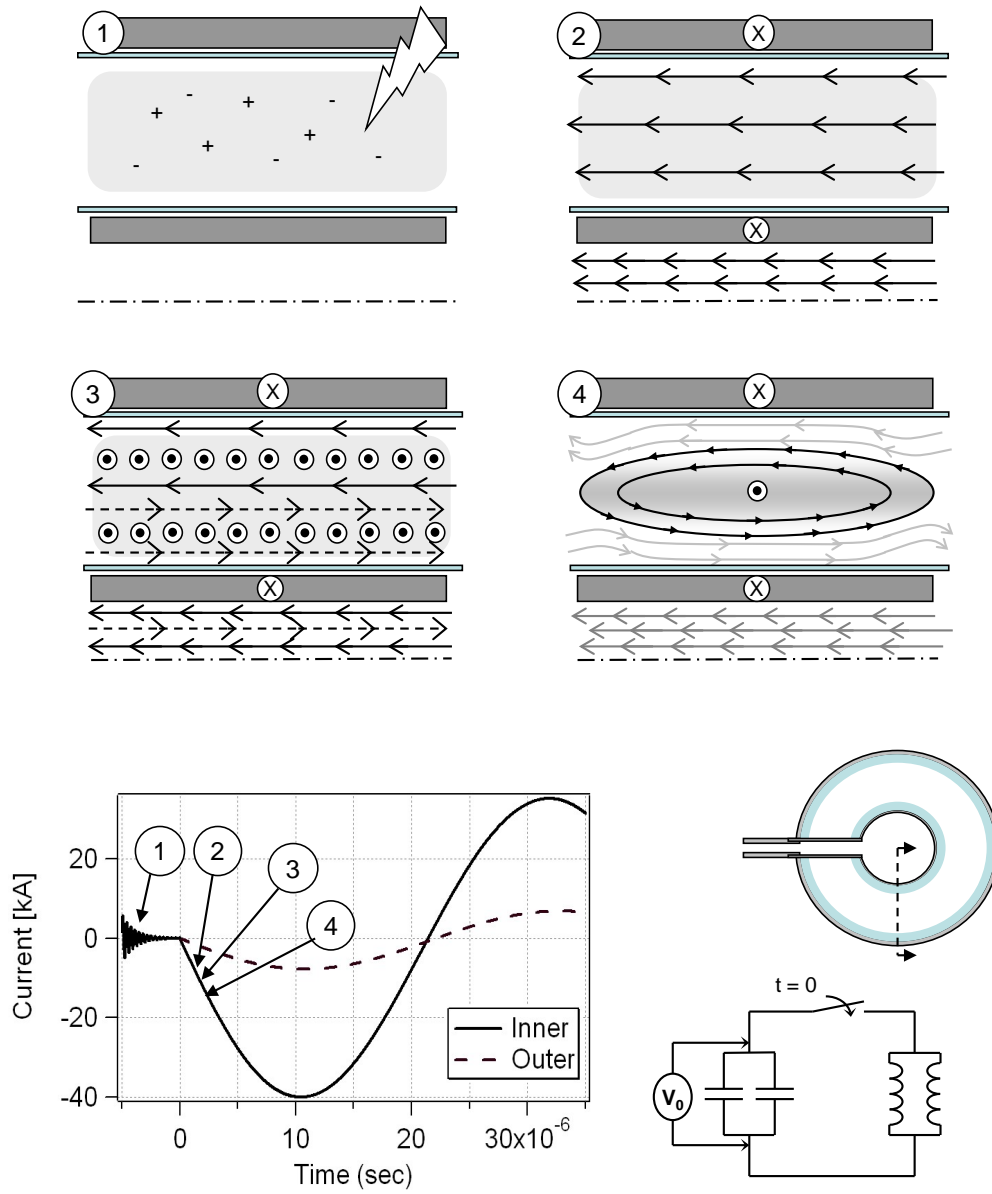 1
+ - + -
+ +
- - -
2
X
X
3
X
X
4
X
X
Current [kA]
20
0
-20
-40
1
2
3
4
Inner
Outer
0 10 20 30x10⁻⁶
Time (sec)
t = 0
V₀